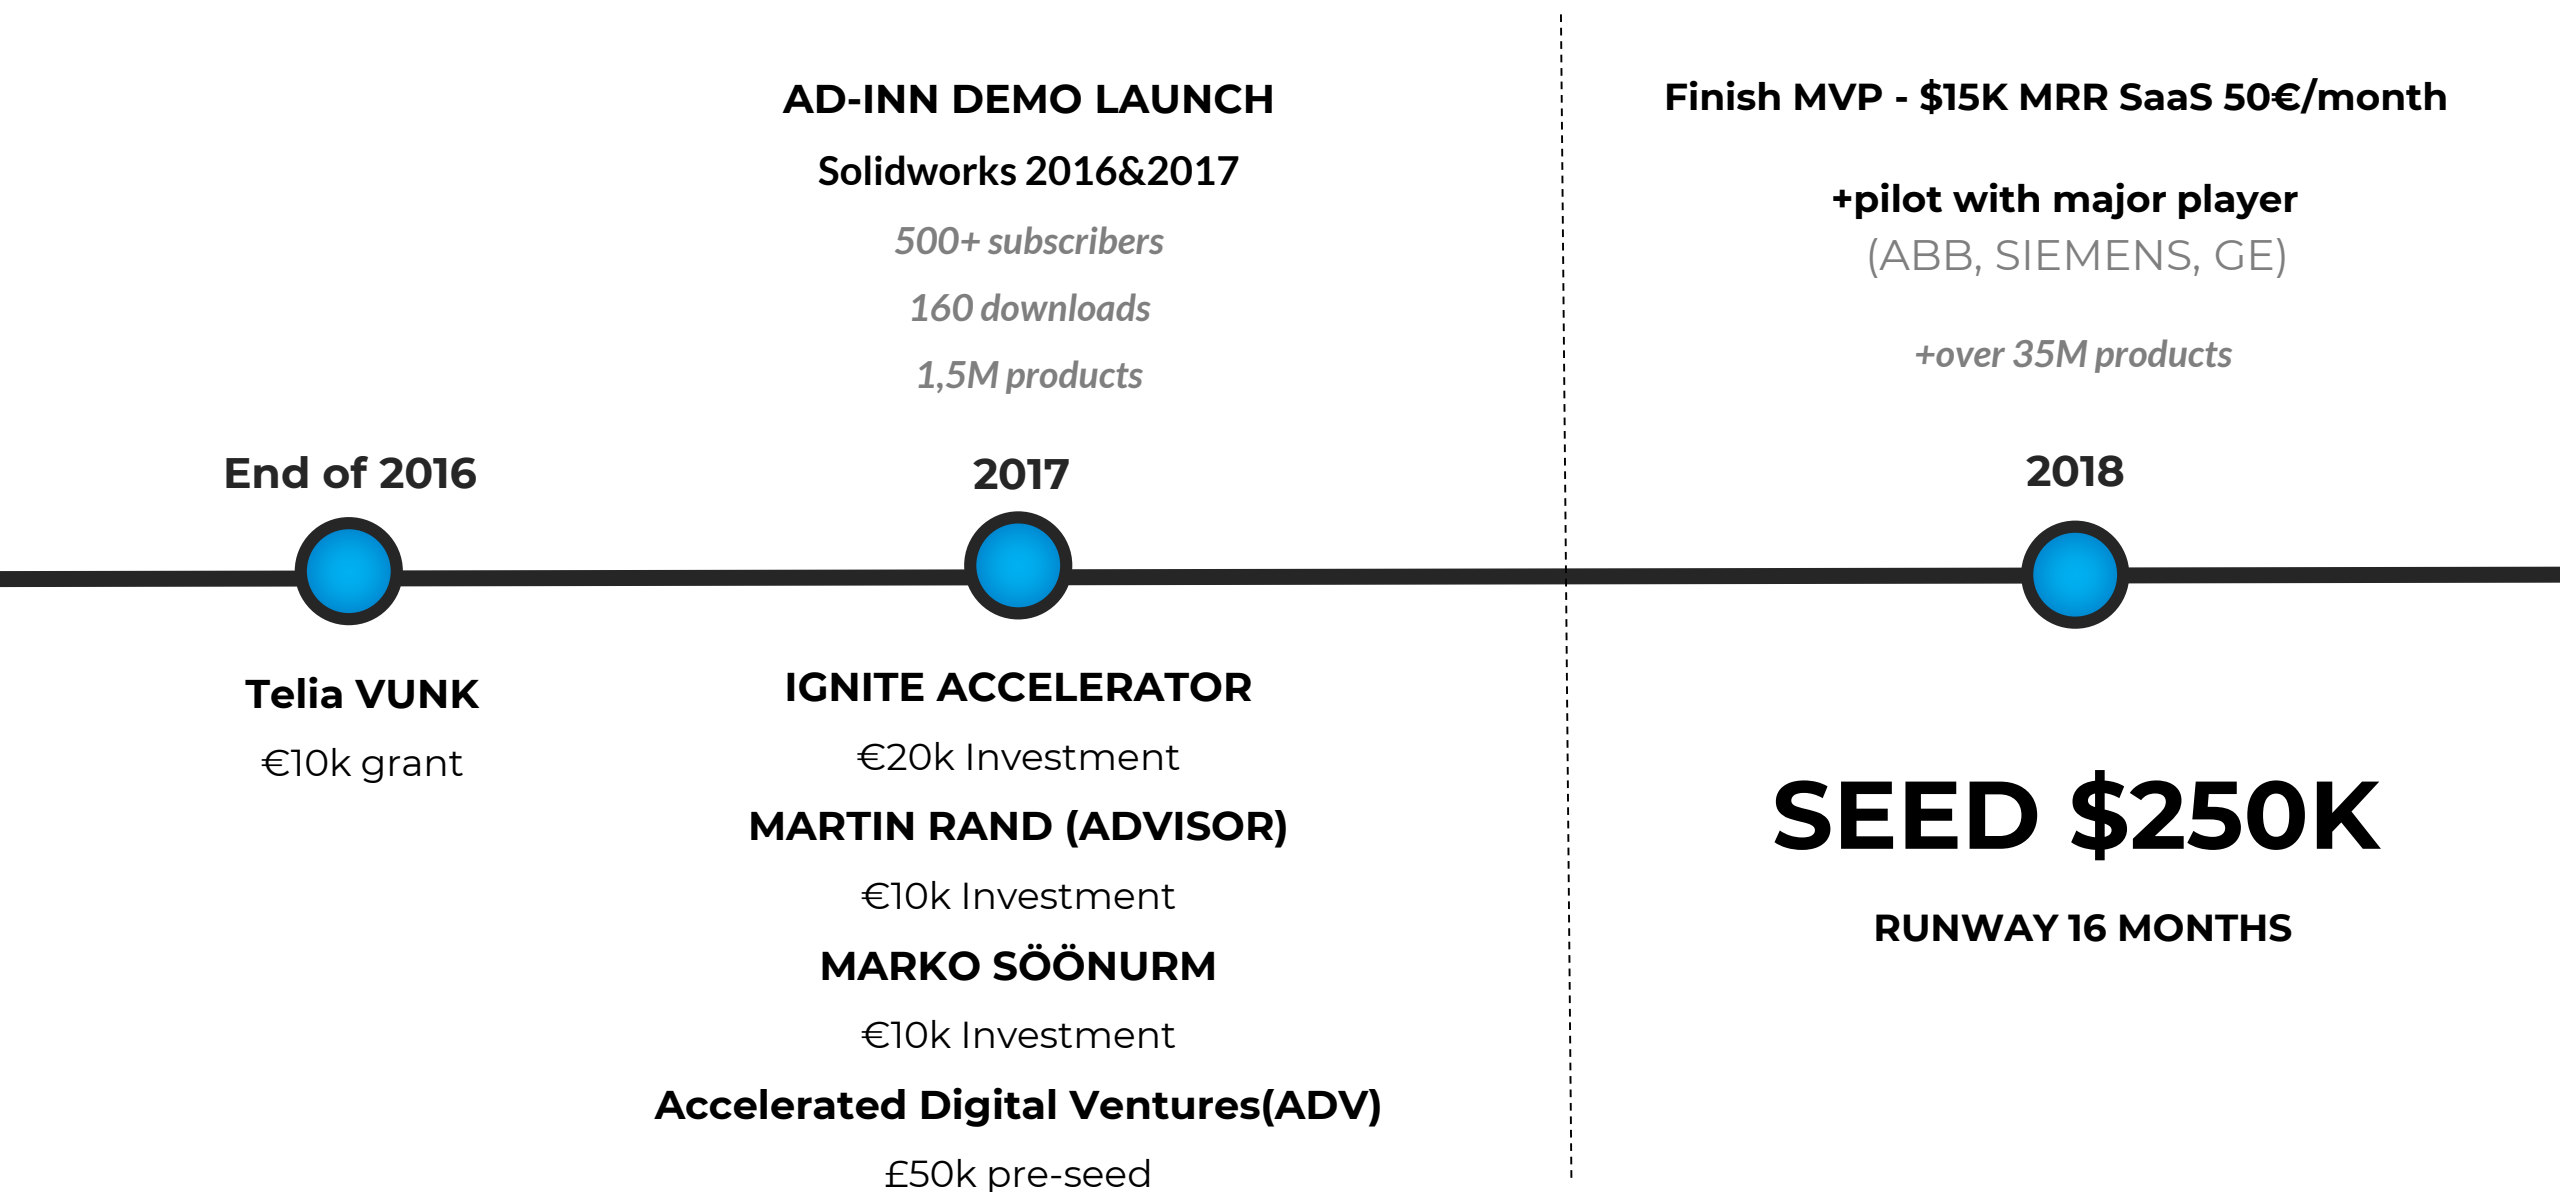 AD-INN DEMO LAUNCH
Solidworks 2016&2017
500+ subscribers
160 downloads
1,5M products
Finish MVP - $15K MRR SaaS 50€/month
+pilot with major player
(ABB, SIEMENS, GE)
+over 35M products
End of 2016
2017
2018
Telia VUNK
€10k grant
IGNITE ACCELERATOR
€20k Investment
MARTIN RAND (ADVISOR)
€10k Investment
MARKO SÖÖNURM
€10k Investment
Accelerated Digital Ventures(ADV)
£50k pre-seed
SEED $250K
RUNWAY 16 MONTHS